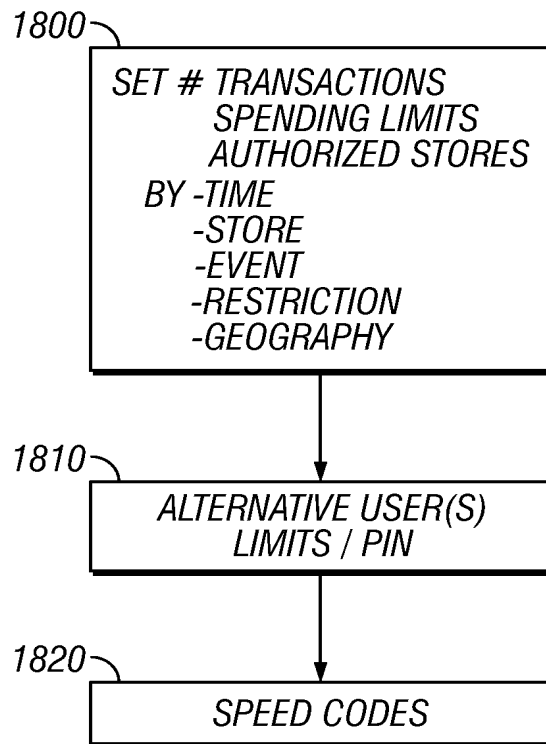 1800
SET # TRANSACTIONS
SPENDING LIMITS
AUTHORIZED STORES
BY -TIME
-STORE
-EVENT
-RESTRICTION
-GEOGRAPHY
1810
ALTERNATIVE USER(S)
LIMITS / PIN
1820
SPEED CODES